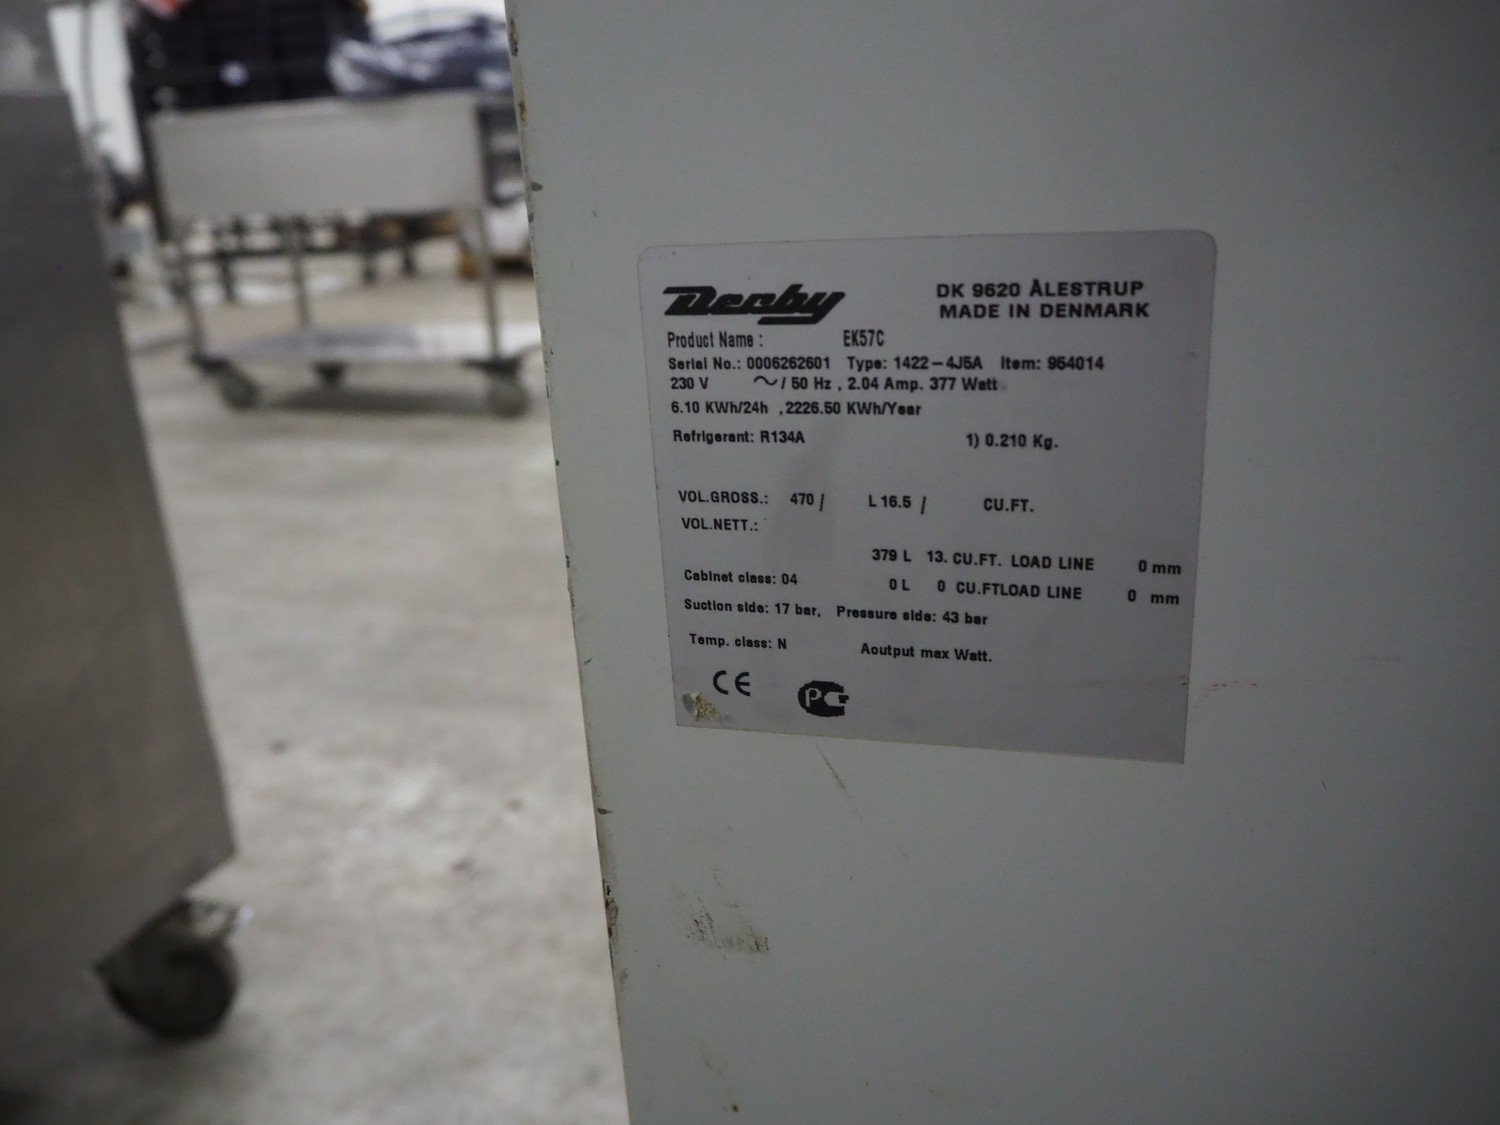 Derby
DK 9620 ÅLESTRUP
MADE IN DENMARK
Product Name : EK57C
Serial No.: 0006262601 Type: 1422-4J5A Item: 954014
230 V ~/ 50 Hz , 2.04 Amp. 377 Watt
6.10 KWh/24h ,2226.50 KWh/Year
Refrigerant: R134A 1) 0.210 Kg.
VOL.GROSS.: 470 / L 16.5 / CU.FT.
VOL.NETT.:
379 L 13. CU.FT. LOAD LINE 0 mm
Cabinet class: 04 0 L 0 CU.FTLOAD LINE 0 mm
Suction side: 17 bar, Pressure side: 43 bar
Temp. class: N Aoutput max Watt.
CE PG